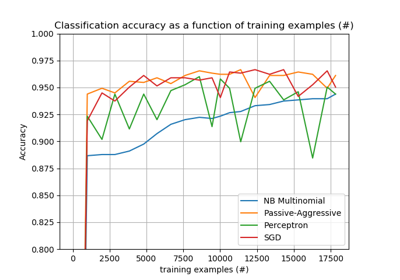 Classification accuracy as a function of training examples (#)
1.000
0.975
0.950
0.925
0.900
0.875
0.850
0.825
0.800
Accuracy
NB Multinomial
Passive-Aggressive
Perceptron
SGD
0 2500 5000 7500 10000 12500 15000 17500
training examples (#)